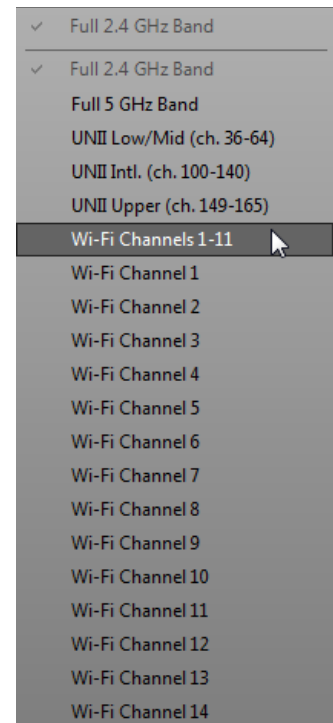 Full 2.4 GHz Band
Full 2.4 GHz Band
Full 5 GHz Band
UNII Low/Mid (ch. 36-64)
UNII Intl. (ch. 100-140)
UNII Upper (ch. 149-165)
Wi-Fi Channels 1-11
Wi-Fi Channel 1
Wi-Fi Channel 2
Wi-Fi Channel 3
Wi-Fi Channel 4
Wi-Fi Channel 5
Wi-Fi Channel 6
Wi-Fi Channel 7
Wi-Fi Channel 8
Wi-Fi Channel 9
Wi-Fi Channel 10
Wi-Fi Channel 11
Wi-Fi Channel 12
Wi-Fi Channel 13
Wi-Fi Channel 14